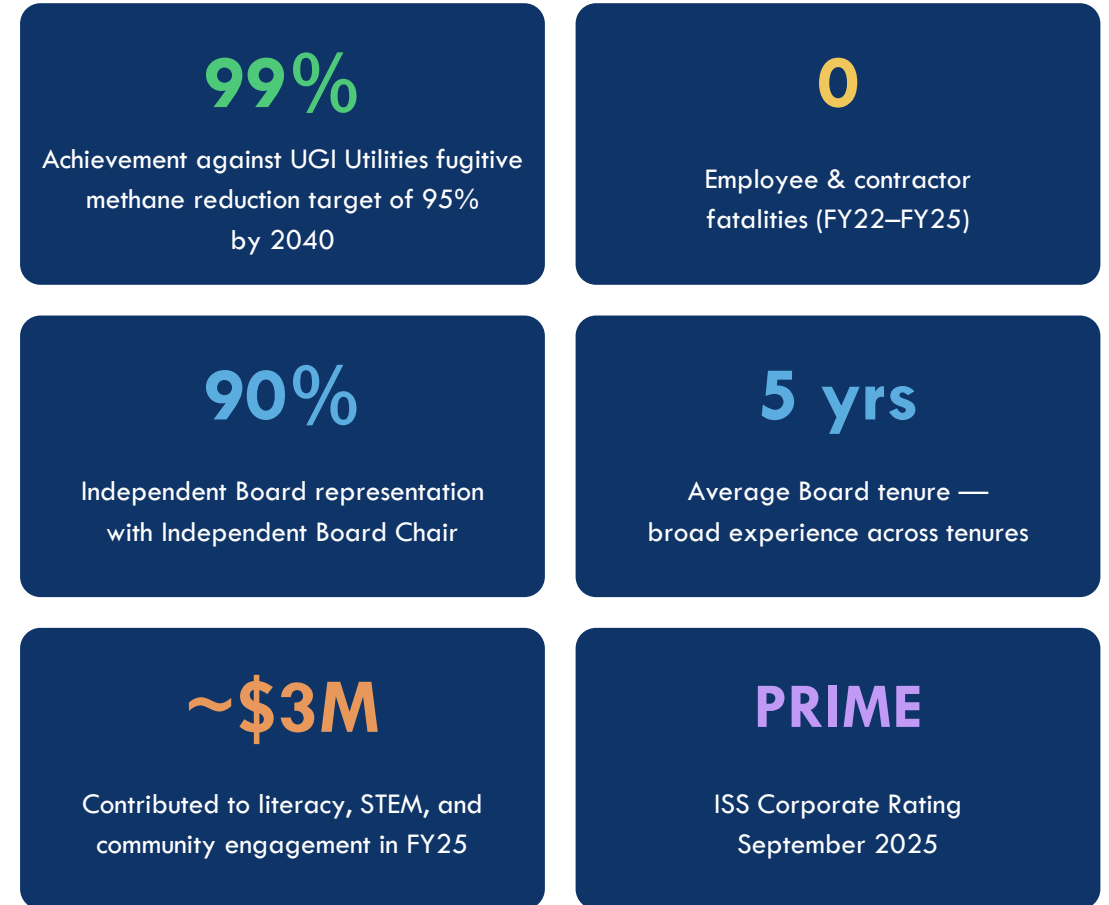 99%
Achievement against UGI Utilities fugitive
methane reduction target of 95%
by 2040
0
Employee & contractor
fatalities (FY22–FY25)
90%
Independent Board representation
with Independent Board Chair
5 yrs
Average Board tenure —
broad experience across tenures
~$3M
Contributed to literacy, STEM, and
community engagement in FY25
PRIME
ISS Corporate Rating
September 2025